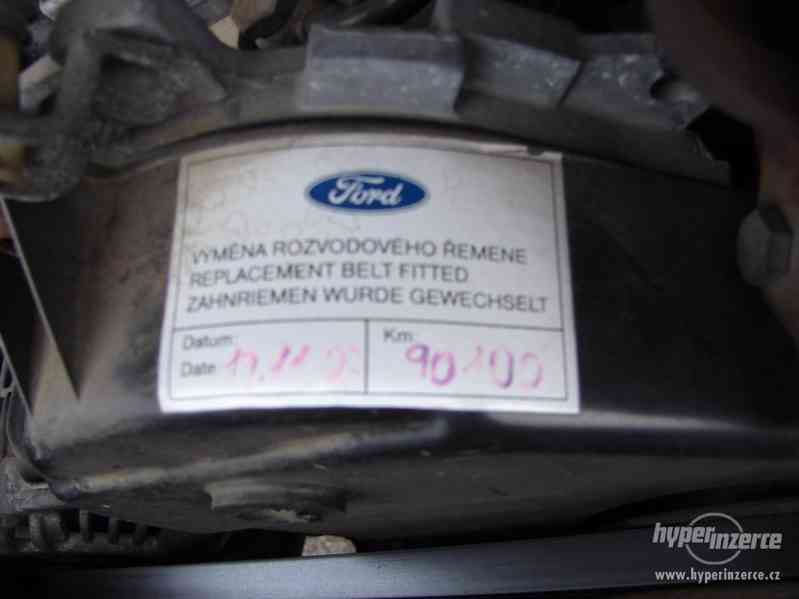 Ford
VÝMĚNA ROZVODOVÉHO ŘEMENE
REPLACEMENT BELT FITTED
ZAHNRIEMEN WURDE GEWECHSELT
Datum:
Date
Km:
90100
hyperinzerce
www.hyperinzerce.cz